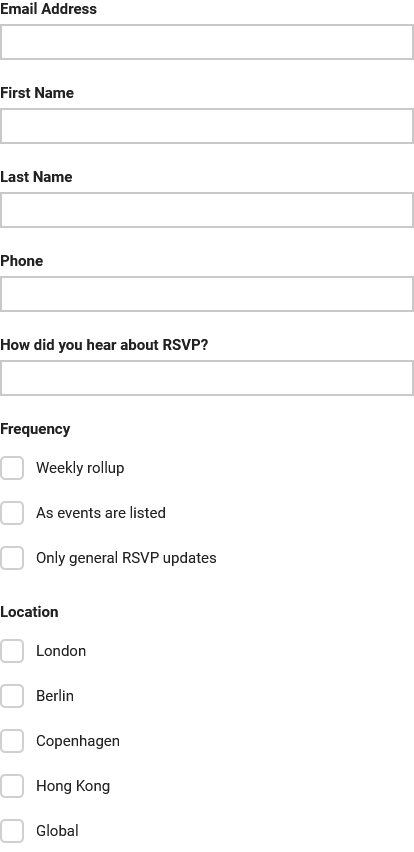 Email Address
First Name
Last Name
Phone
How did you hear about RSVP?
Frequency
Weekly rollup
As events are listed
Only general RSVP updates
Location
London
Berlin
Copenhagen
Hong Kong
Global